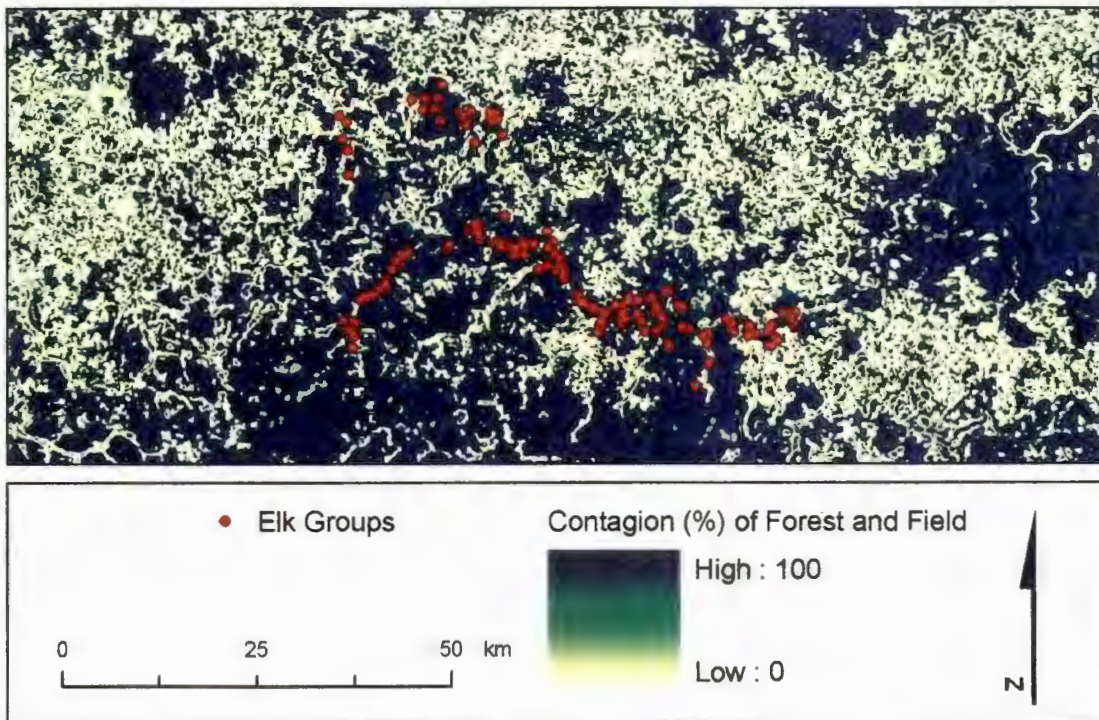 Elk Groups
Contagion (%) of Forest and Field
High : 100
Low : 0
0 25 50 km
N